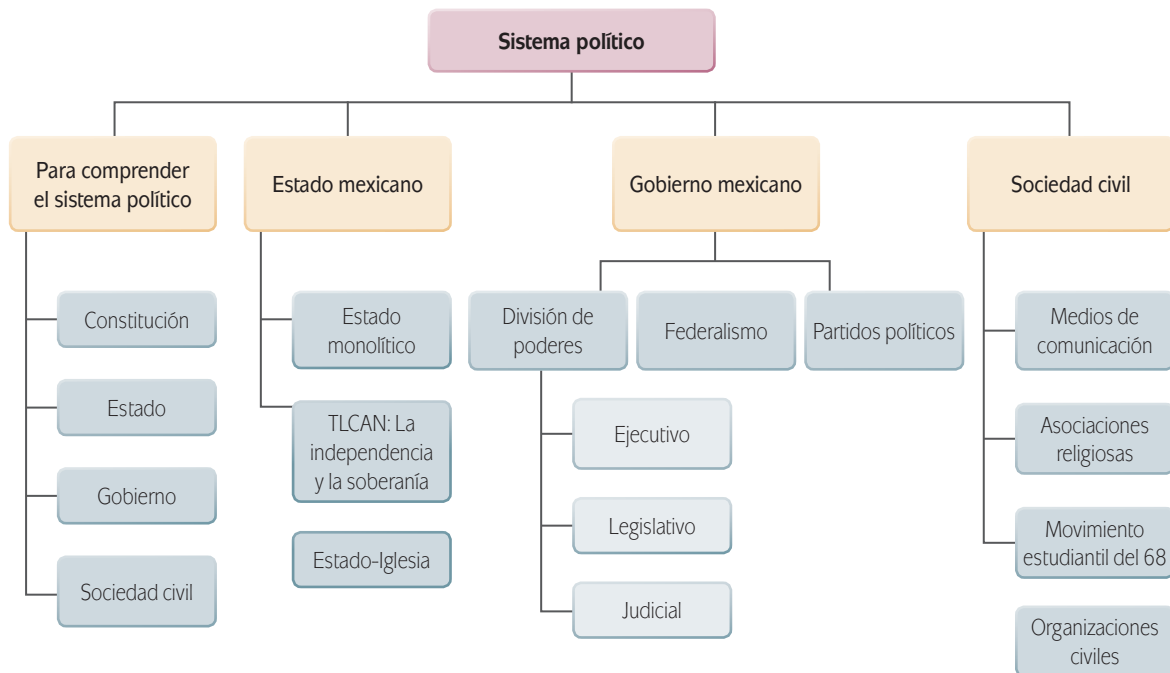 Sistema político
Para comprender
el sistema político
Estado mexicano
Gobierno mexicano
Sociedad civil
Constitución
Estado
Gobierno
Sociedad civil
Estado
monolítico
TLCAN: La
independencia
y la soberanía
Estado-Iglesia
División de
poderes
Federalismo
Partidos políticos
Ejecutivo
Legislativo
Judicial
Medios de
comunicación
Asociaciones
religiosas
Movimiento
estudiantil del 68
Organizaciones
civiles